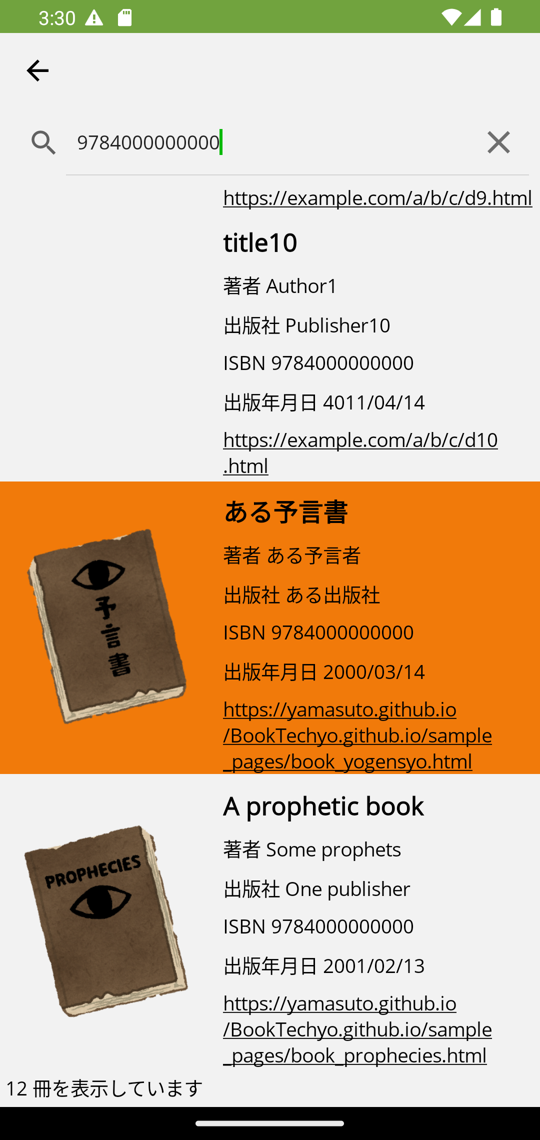 3:30
9784000000000
https://example.com/a/b/c/d9.html
title10
著者 Author1
出版社 Publisher10
ISBN 9784000000000
出版年月日 4011/04/14
https://example.com/a/b/c/d10
.html
予言書
ある予言書
著者 ある予言者
出版社 ある出版社
ISBN 9784000000000
出版年月日 2000/03/14
https://yamasuto.github.io
/BookTechyo.github.io/sample
_pages/book_yogensyo.html
PROPHECIES
A prophetic book
著者 Some prophets
出版社 One publisher
ISBN 9784000000000
出版年月日 2001/02/13
https://yamasuto.github.io
/BookTechyo.github.io/sample
_pages/book_prophecies.html
12 冊を表示しています